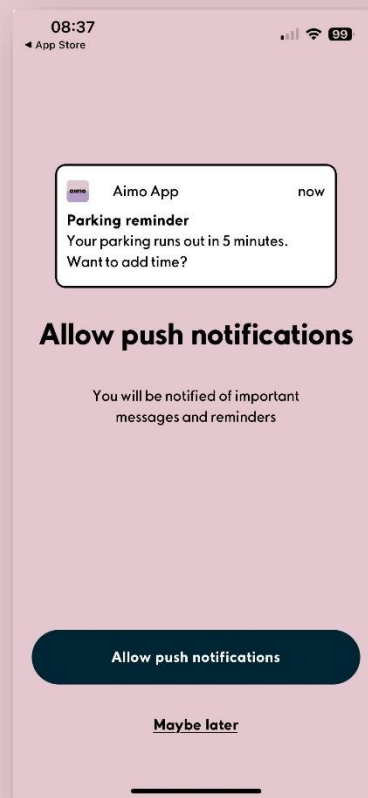 08:37
◀ App Store
99
aimo
Aimo App now
Parking reminder
Your parking runs out in 5 minutes.
Want to add time?
Allow push notifications
You will be notified of important
messages and reminders
Allow push notifications
Maybe later